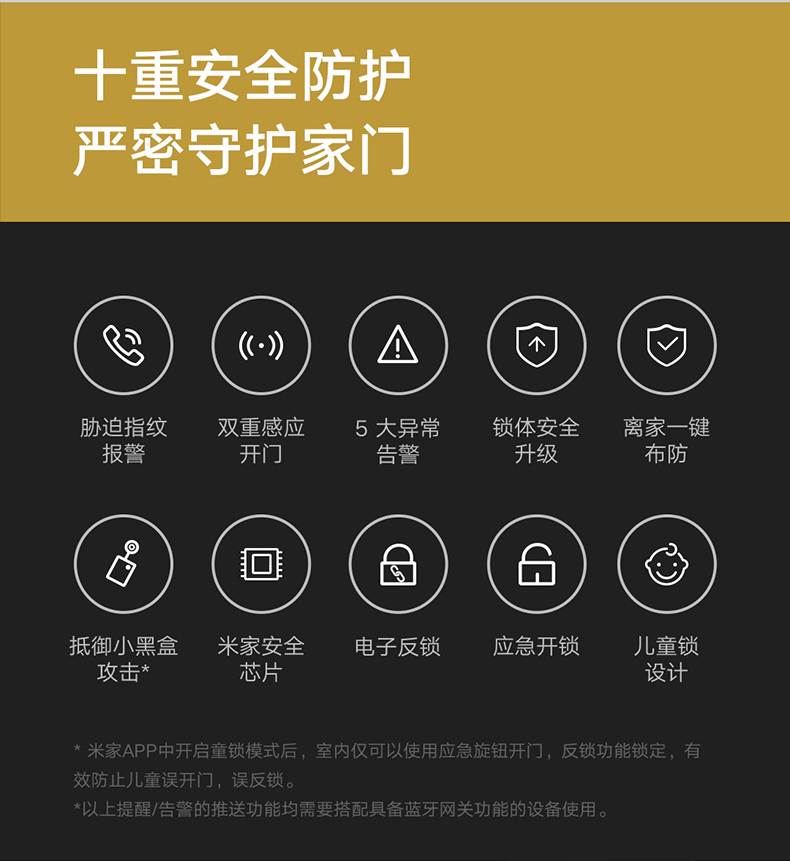 十重安全防护
严密守护家门
胁迫指纹
报警
双重感应
开门
5 大异常
告警
锁体安全
升级
离家一键
布防
抵御小黑盒
攻击*
米家安全
芯片
电子反锁
应急开锁
儿童锁
设计
* 米家APP中开启童锁模式后，室内仅可以使用应急旋钮开门，反锁功能锁定，有
效防止儿童误开门，误反锁。
*以上提醒/告警的推送功能均需要搭配具备蓝牙网关功能的设备使用。